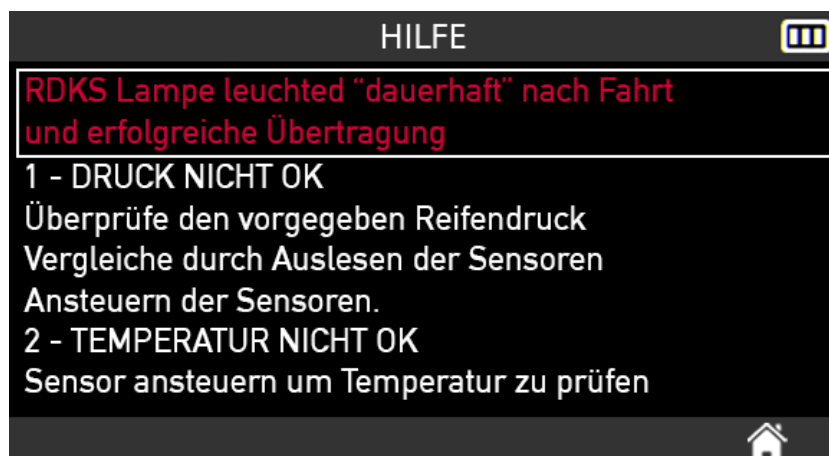 HILFE
RDKS Lampe leuchted “dauerhaft” nach Fahrt
und erfolgreiche Übertragung
1 - DRUCK NICHT OK
Überprüfe den vorgegeben Reifendruck
Vergleiche durch Auslesen der Sensoren
Ansteuern der Sensoren.
2 - TEMPERATUR NICHT OK
Sensor ansteuern um Temperatur zu prüfen